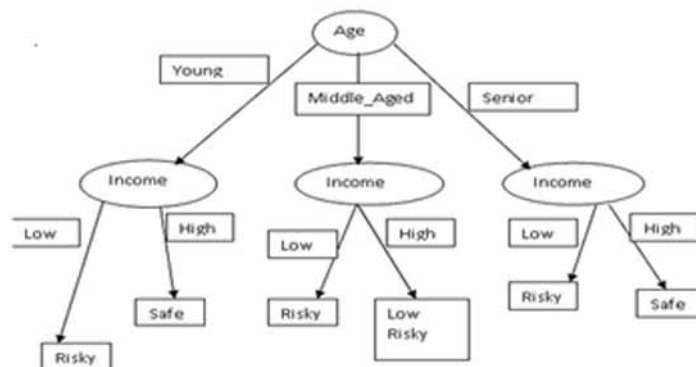 Age
Young
Middle_Aged
Senior
Income
Income
Income
Low
High
Low
High
Low
High
Risky
Safe
Risky
Low
Risky
Risky
Safe